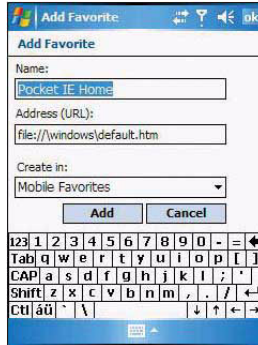 Add Favorite ok
Add Favorite
Name:
Pocket IE Home
Address (URL):
file://\windows\default.htm
Create in:
Mobile Favorites
Add Cancel
123 1 2 3 4 5 6 7 8 9 0 - =
Tab q w e r t y u i o p [ ]
CAP a s d f g h j k l ; '
Shift z x c v b n m , . /
Ctl áü ` \